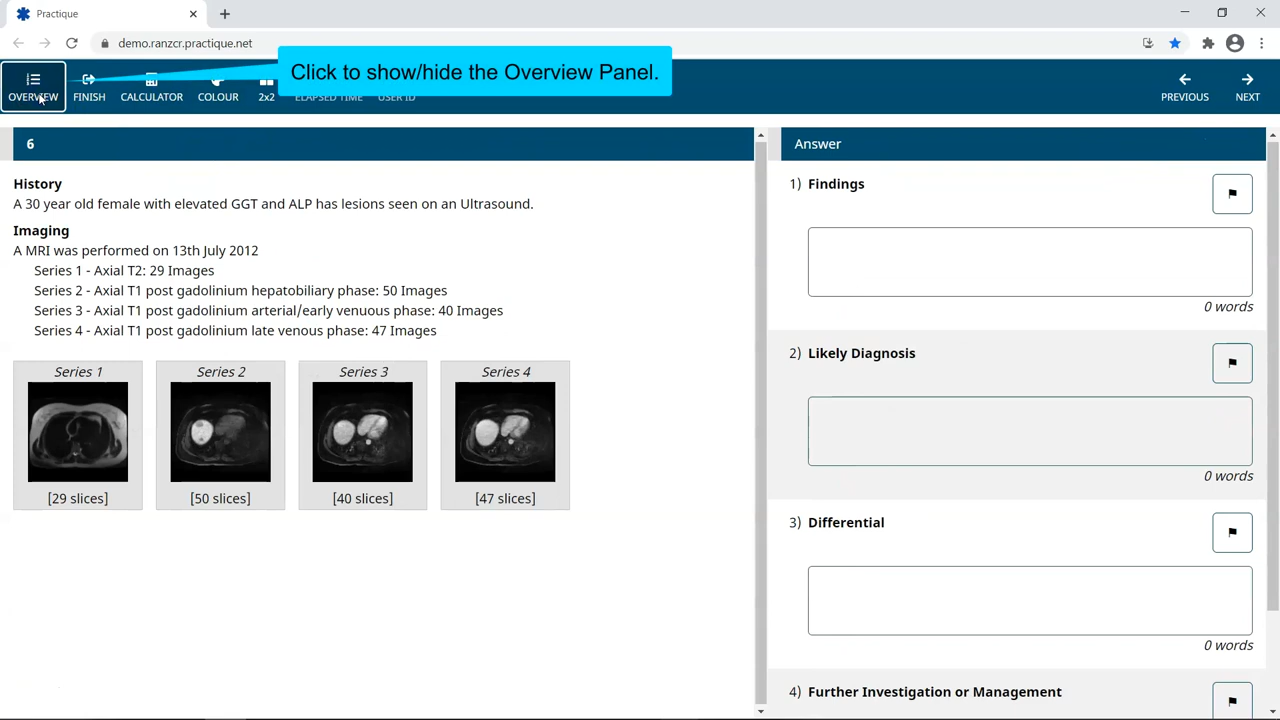 Practique
demo.ranzcr.practique.net
Click to show/hide the Overview Panel.
OVERVIEW
FINISH
CALCULATOR
COLOUR
2x2
ELAPSED TIME
USER ID
PREVIOUS
NEXT
6
History
A 30 year old female with elevated GGT and ALP has lesions seen on an Ultrasound.
Imaging
A MRI was performed on 13th July 2012
Series 1 - Axial T2: 29 Images
Series 2 - Axial T1 post gadolinium hepatobiliary phase: 50 Images
Series 3 - Axial T1 post gadolinium arterial/early venuous phase: 40 Images
Series 4 - Axial T1 post gadolinium late venous phase: 47 Images
Series 1
Series 2
Series 3
Series 4
[29 slices]
[50 slices]
[40 slices]
[47 slices]
Answer
1) Findings
0 words
2) Likely Diagnosis
0 words
3) Differential
0 words
4) Further Investigation or Management